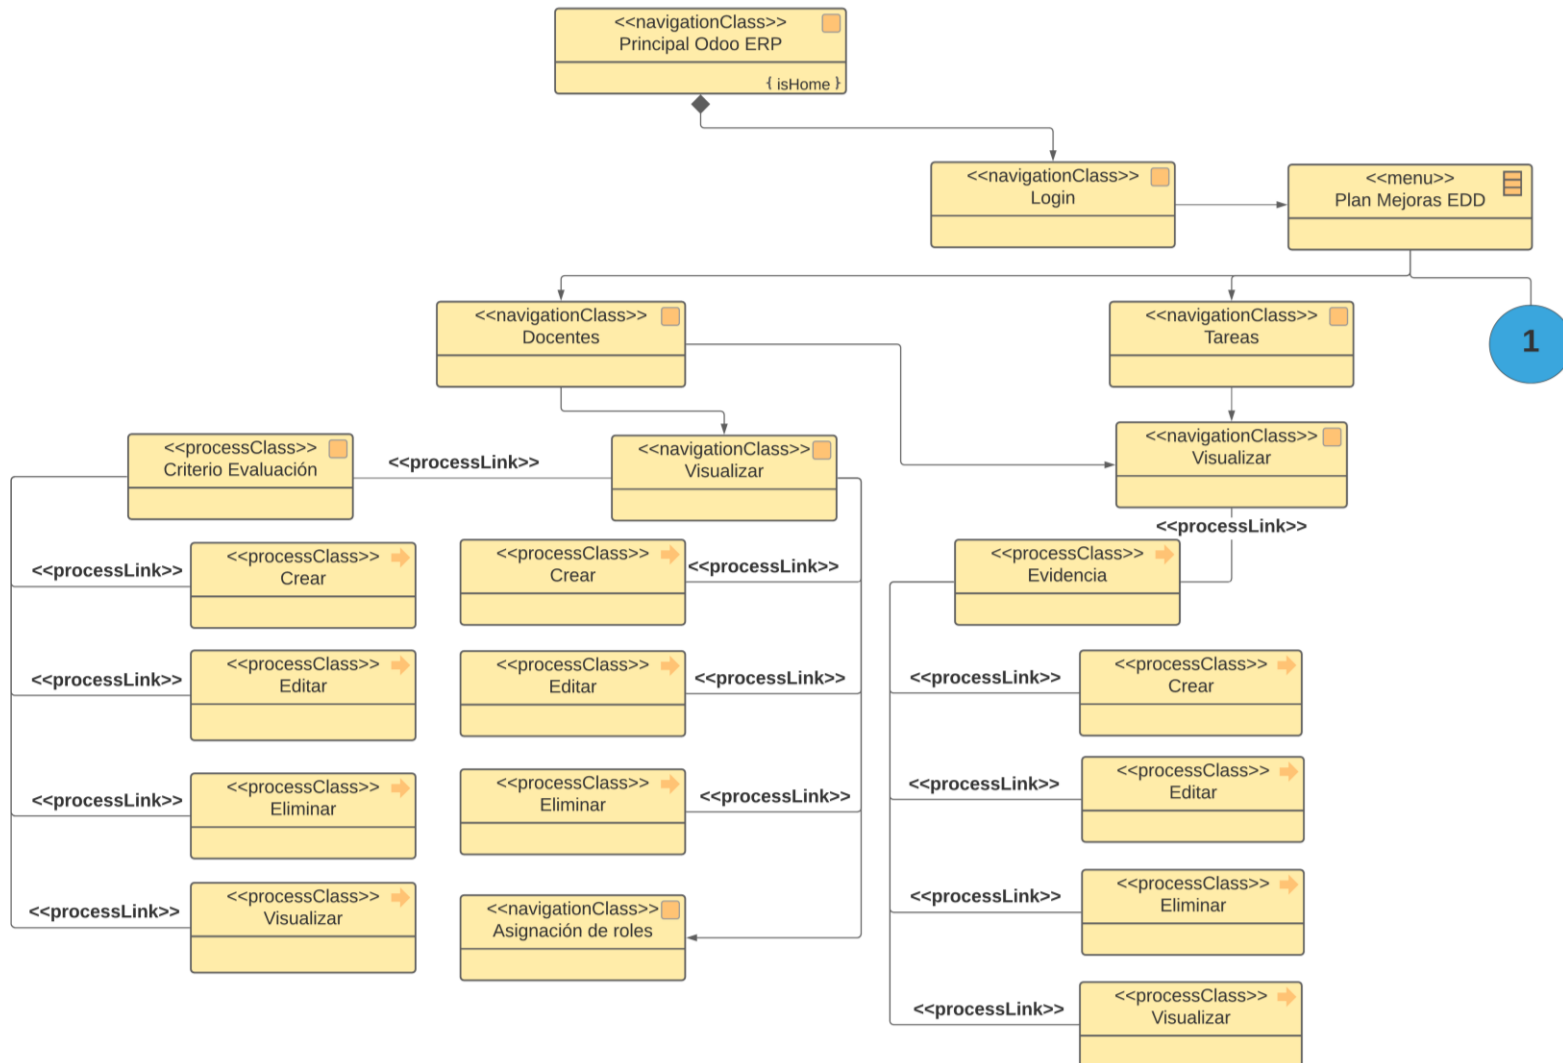 <<navigationClass>>
Principal Odoo ERP
{ isHome }
<<navigationClass>>
Login
<<menu>>
Plan Mejoras EDD
<<navigationClass>>
Docentes
<<navigationClass>>
Tareas
1
<<processClass>>
Criterio Evaluación
<<processLink>>
<<navigationClass>>
Visualizar
<<navigationClass>>
Visualizar
<<processLink>>
<<processLink>>
<<processClass>>
Crear
<<processClass>>
Crear
<<processLink>>
<<processClass>>
Evidencia
<<processLink>>
<<processClass>>
Editar
<<processClass>>
Editar
<<processLink>>
<<processLink>>
<<processClass>>
Crear
<<processLink>>
<<processClass>>
Eliminar
<<processClass>>
Eliminar
<<processLink>>
<<processLink>>
<<processClass>>
Editar
<<processLink>>
<<processClass>>
Visualizar
<<navigationClass>>
Asignación de roles
<<processLink>>
<<processClass>>
Eliminar
<<processLink>>
<<processClass>>
Visualizar